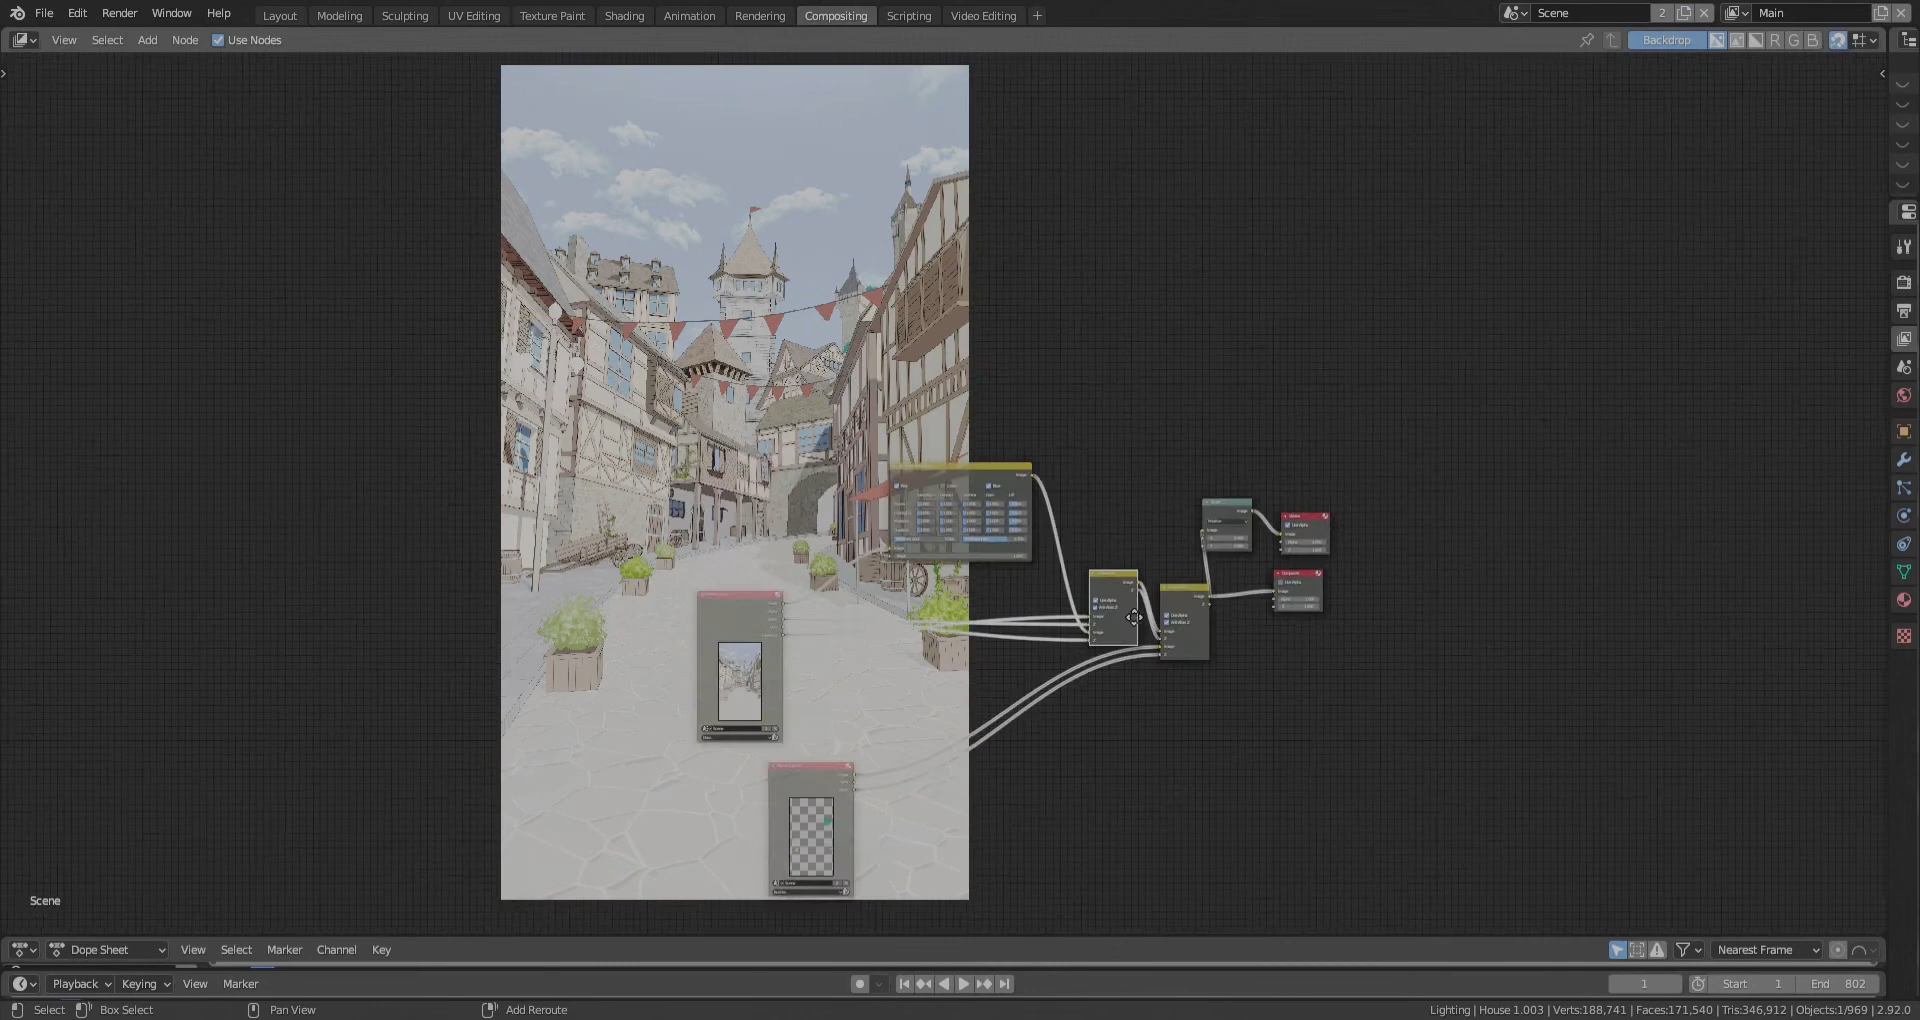 File Edit Render Window Help
Layout Modeling Sculpting UV Editing Texture Paint Shading Animation Rendering Compositing Scripting Video Editing +
Scene 2
Main
View Select Add Node Use Nodes
Backdrop R G B
Scene
Dope Sheet View Select Marker Channel Key
Nearest Frame
Playback Keying View Marker
1 Start 1 End 802
Select Box Select Pan View Add Reroute
Lighting | House 1.003 | Verts:188,741 | Faces:171,540 | Tris:346,912 | Objects:1/969 | 2.92.0